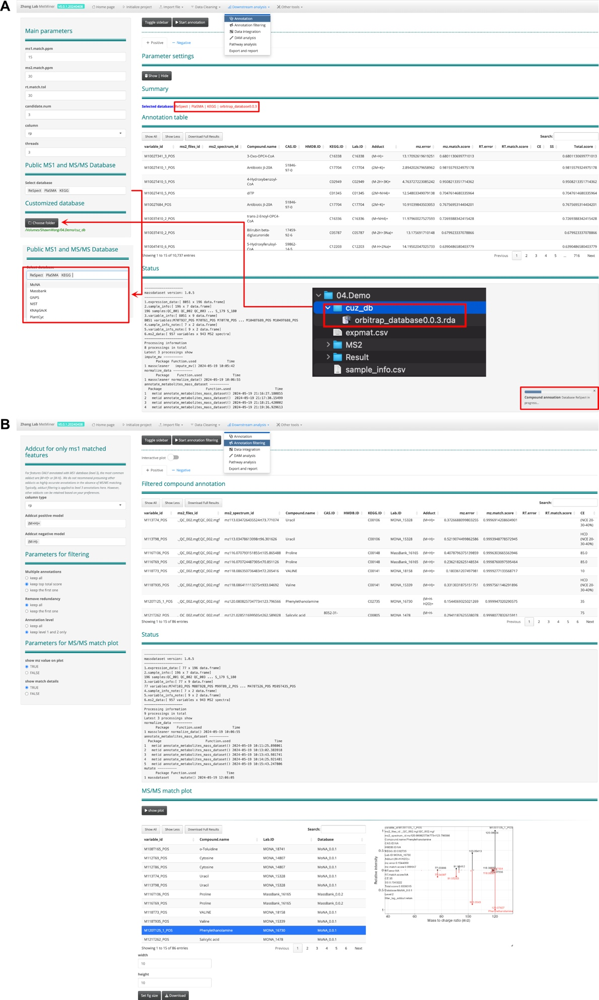 A
Zhang Lab MetMiner V0.0.1.20240408 Home page Initialize project Import file Data Cleaning Downstream analysis Other tools
Annotation
Annotation filtering
Data integration
DAM analysis
Pathway analysis
Export and report
Main parameters
ms1.match.ppm
15
ms2.match.ppm
30
rt.match.tol
30
candidate.num
3
column
rp
threads
3
Public MS1 and MS/MS Database
Select database
ReSpect PlaSMA KEGG
Customized database
Choose folder
/Volumes/ShawnWang/04.Demo/cuz_db
Public MS1 and MS/MS Database
Select database
ReSpect PlaSMA KEGG
MoNA
Massbank
GNPS
NIST
KNApSAcK
PlantCyc
Toggle sidebar Start annotation
+ Positive − Negative
Parameter settings
Show | Hide
Summary
Selected database: ReSpect | PlaSMA | KEGG | orbitrap_database0.0.3
Annotation table
Show All Show Less Download Full Results Search:
variable_id ms2_files_id ms2_spectrum_id Compound.name CAS.ID HMDB.ID KEGG.ID Lab.ID Adduct mz.error mz.match.score RT.error RT.match.score CE SS Total.score
M1002T341_3_POS 3-Oxo-OPC4-CoA C16338 C16338 (M+H)+ 13.17092619619251 0.6801130699771013 0.6801130699771013
M1002T410_1_POS Antibiotic JI-20A 51846-97-0 C17704 C17704 (2M+K)+ 2.894202679658962 0.9815579324975178 0.9815579324975178
M1002T410_5_POS 4-Hydroxybenzoyl-CoA C02949 C02949 (M-2H+3K)+ 4.763727223085242 0.9508213351714362 0.9508213351714362
M1002T410_5_POS dITP C01345 C01345 (2M+NH4)+ 12.54803349079138 0.7047614680335964 0.7047614680335964
M1002T684_POS Antibiotic JI-20A 51846-97-0 C17704 C17704 (2M+K)+ 10.91039843503053 0.7675695314404201 0.7675695314404201
M1003T410_2_POS trans-2-Enoyl-OPC4-CoA C16336 C16336 (M+NH4)+ 11.97960027527593 0.7269388342415428 0.7269388342415428
M1003T410_2_POS Bilirubin beta-diglucuronide 17459-92-6 C05787 C05787 (M-2H+3Na)+ 13.175691710148 0.679923337078866 0.679923337078866
M1004T410_6_POS 5-Hydroxyferuloyl-CoA 59862-14-5 C12203 C12203 (M-H+2Na)+ 14.19502047025733 0.6390486580403779 0.6390486580403779
Showing 1 to 15 of 10,737 entries Previous 1 2 3 4 5 … 716 Next
Status
--------------------
massdataset version: 1.0.5
--------------------
1.expression_data:[ 8051 x 196 data.frame]
2.sample_info:[ 196 x 7 data.frame]
196 samples:QC_001 QC_002 QC_003 ... S_179 S_180
3.variable_info:[ 8051 x 9 data.frame]
8051 variables:M70T937_POS M70T61_POS M70T70_POS ... M1048T689_POS M1049T688_POS
4.sample_info_note:[ 7 x 2 data.frame]
5.variable_info_note:[ 9 x 2 data.frame]
6.ms2_data:[ 957 variables x 943 MS2 spectra]
--------------------
Processing information
8 processings in total
Latest 3 processings show
impute_mv ----------
Package Function.used Time
1 masscleaner impute_mv() 2024-05-19 10:05:42
normalize_data ----------
Package Function.used Time
1 masscleaner normalize_data() 2024-05-19 10:06:55
annotate_metabolites_mass_dataset ----------
Package Function.used Time
1 metid annotate_metabolites_mass_dataset() 2024-05-19 21:16:27.180855
2 metid annotate_metabolites_mass_dataset() 2024-05-19 21:17:30.15499
3 metid annotate_metabolites_mass_dataset() 2024-05-19 21:18:21.420002
4 metid annotate_metabolites_mass_dataset() 2024-05-19 21:19:36.929613
04.Demo
cuz_db
orbitrap_database0.0.3.rda
expmat.csv
MS2
Result
sample_info.csv
Compound annoation Database ReSpect in
progress...
B
Zhang Lab MetMiner V0.0.1.20240408 Home page Initialize project Import file Data Cleaning Downstream analysis Other tools
Annotation
Annotation filtering
Data integration
DAM analysis
Pathway analysis
Export and report
Addcut for only ms1 matched
features
For features ONLY annotated with MS1 database (level 3), the most common
adduct are [M+H]+ or [M-H]-. We do not recommend presuming other
adducts as highly accurate annotations in the absence of MS/MS matching.
Typically, adduct filtering is applied to level 3 annotations here. However,
other adducts can be retained based on your preferences.
column type
rp
Addcut positive model
(M+H)+
Addcut negative model
(M-H)-
Parameters for filtering
Multiple annotations
keep all
keep top total score
keep the first one
Remove redundancy
keep all
keep the first one
Annotation level
keep all
keep level 1 and 2 only
Parameters for MS/MS match plot
show mz value on plot
TRUE
FALSE
show match details
TRUE
FALSE
Toggle sidebar Start annotation filtering
Interactive plot
+ Positive − Negative
Filtered compound annotation
Show All Show Less Download Full Results Search:
variable_id ms2_files_id ms2_spectrum_id Compound.name CAS.ID HMDB.ID KEGG.ID Lab.ID Adduct mz.error mz.match.score RT.error RT.match.score CE
M113T74_POS ._QC_002.mgf;QC_002.mgf mz113.034726435524rt73.771074 Uracil C00106 MONA_15328 (M+H)+ 0.3726688099803255 0.9996914208604901 (NCE 20-30-40%)
M113T98_POS ._QC_002.mgf;QC_002.mgf mz113.03478613098rt96.301626 Uracil C00106 MONA_15328 (M+H)+ 0.5219074499862586 0.9993948778572945 HCD (NCE 20-30-40%)
M116T106_POS ._QC_002.mgf;QC_002.mgf mz116.070793151855rt105.865488 Proline C00148 MassBank_16165 (M+H)+ 0.4078796375139859 0.9996303665563946 85.0
M116T69_POS ._QC_002.mgf;QC_002.mgf mz116.070724487305rt70.851126 Proline C00148 MassBank_16165 (M+H)+ 0.2362182625148534 0.9998760097595464 85.0
M118T73_POS ._QC_002.mgf;QC_002.mgf mz118.086350736483rt72.205416 VALINE C00141 MONA_18158 (M+H)+ 0.180361207497981 0.9999277133568717 10
M118T935_POS ._QC_002.mgf;QC_002.mgf mz118.086411113275rt933.04692 Valine C00141 MONA_15339 (M+H)+ 0.3313031875151751 0.9997561146291896 HCD (NCE 20-30-40%)
M120T125_1_POS ._QC_002.mgf;QC_002.mgf mz120.080825734773rt123.796566 Phenylethanolamine C02735 MONA_16730 (M+H-H2O)+ 0.1544069325021269 0.999947020290575 35
M121T262_POS ._QC_002.mgf;QC_002.mgf mz121.028511699505rt262.589028 Salicylic acid 8052-31- C00805 MONA_1478 (M+H- 0.2941187625538078 0.9998077832615911 75
Showing 1 to 15 of 86 entries Previous 1 2 3 4 5 6 Next
Status
--------------------
massdataset version: 1.0.5
--------------------
1.expression_data:[ 77 x 196 data.frame]
2.sample_info:[ 196 x 7 data.frame]
196 samples:QC_001 QC_002 QC_003 ... S_179 S_180
3.variable_info:[ 77 x 9 data.frame]
77 variables:M74T103_POS M88T928_POS M99T89_2_POS ... M478T526_POS M595T435_POS
4.sample_info_note:[ 7 x 2 data.frame]
5.variable_info_note:[ 9 x 2 data.frame]
6.ms2_data:[ 957 variables x 943 MS2 spectra]
--------------------
Processing information
9 processings in total
Latest 3 processings show
normalize_data ----------
Package Function.used Time
1 masscleaner normalize_data() 2024-05-19 10:06:55
annotate_metabolites_mass_dataset ----------
Package Function.used Time
1 metid annotate_metabolites_mass_dataset() 2024-05-19 10:11:25.898061
2 metid annotate_metabolites_mass_dataset() 2024-05-19 10:13:02.383918
3 metid annotate_metabolites_mass_dataset() 2024-05-19 10:13:43.981741
4 metid annotate_metabolites_mass_dataset() 2024-05-19 10:14:25.921481
5 metid annotate_metabolites_mass_dataset() 2024-05-19 10:15:43.247806
mutate ----------
Package Function.used Time
1 massdataset mutate() 2024-05-19 12:06:05
MS/MS match plot
show plot
Show All Show Less Download Full Results Search:
variable_id Compound.name Lab.ID Database
M108T165_POS o-Toluidine MONA_18741 MoNA_0.0.1
M112T69_POS Cytosine MONA_14807 MoNA_0.0.1
M112T86_POS Cytosine MONA_14807 MoNA_0.0.1
M113T74_POS Uracil MONA_15328 MoNA_0.0.1
M113T98_POS Uracil MONA_15328 MoNA_0.0.1
M116T106_POS Proline MassBank_16165 MassBank_0.0.2
M116T69_POS Proline MassBank_16165 MassBank_0.0.2
M118T73_POS VALINE MONA_18158 MoNA_0.0.1
M118T935_POS Valine MONA_15339 MoNA_0.0.1
M120T125_1_POS Phenylethanolamine MONA_16730 MoNA_0.0.1
M121T262_POS Salicylic acid MONA_1478 MoNA_0.0.1
Showing 1 to 15 of 86 entries Previous 1 2 3 4 5 6 Next
width
10
height
10
Set fig size Download
variable_id:M120T125_1_POS
ms2_files_id:._QC_002.mgf;QC_002.mgf
ms2_spectrum_id:mz120.080825734773rt123.796566
Compound.name:Phenylethanolamine
CAS.ID:NA
HMDB.ID:NA
KEGG.ID:C02735
Lab.ID:MONA_16730
Adduct:(M+H-H2O)+
mz.error:0.1544069
mz.match.score:0.999947
RT.error:NA
RT.match.score:NA
CE:35
SS:0.7343222
Total.score:0.8339315
Database:MoNA_0.0.1
Level:2
filter_tag_adduct:retain
M120T125_1_POS
103.05413
77.03906
91.05412
77.04087
91.05253
103.0543
120.07927
Phenylethanolamine
1
0.5
0
0.5
1
Relative intensity
40 60 80 100 120
Mass to charge ratio (m/z)